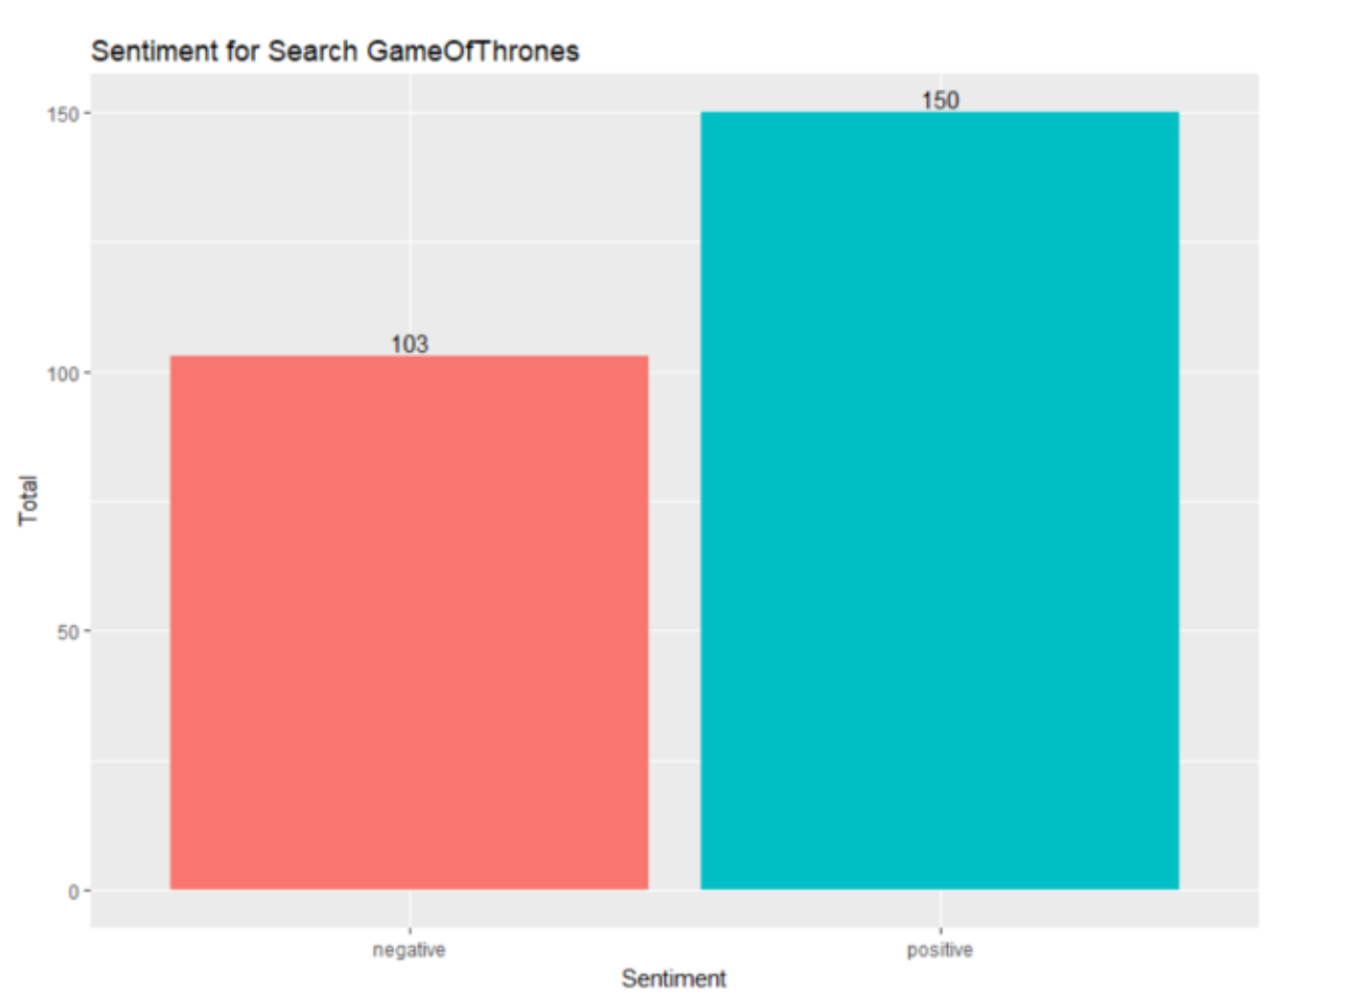 Sentiment for Search GameOfThrones
150
150
103
100
Total
50
0
negative
positive
Sentiment